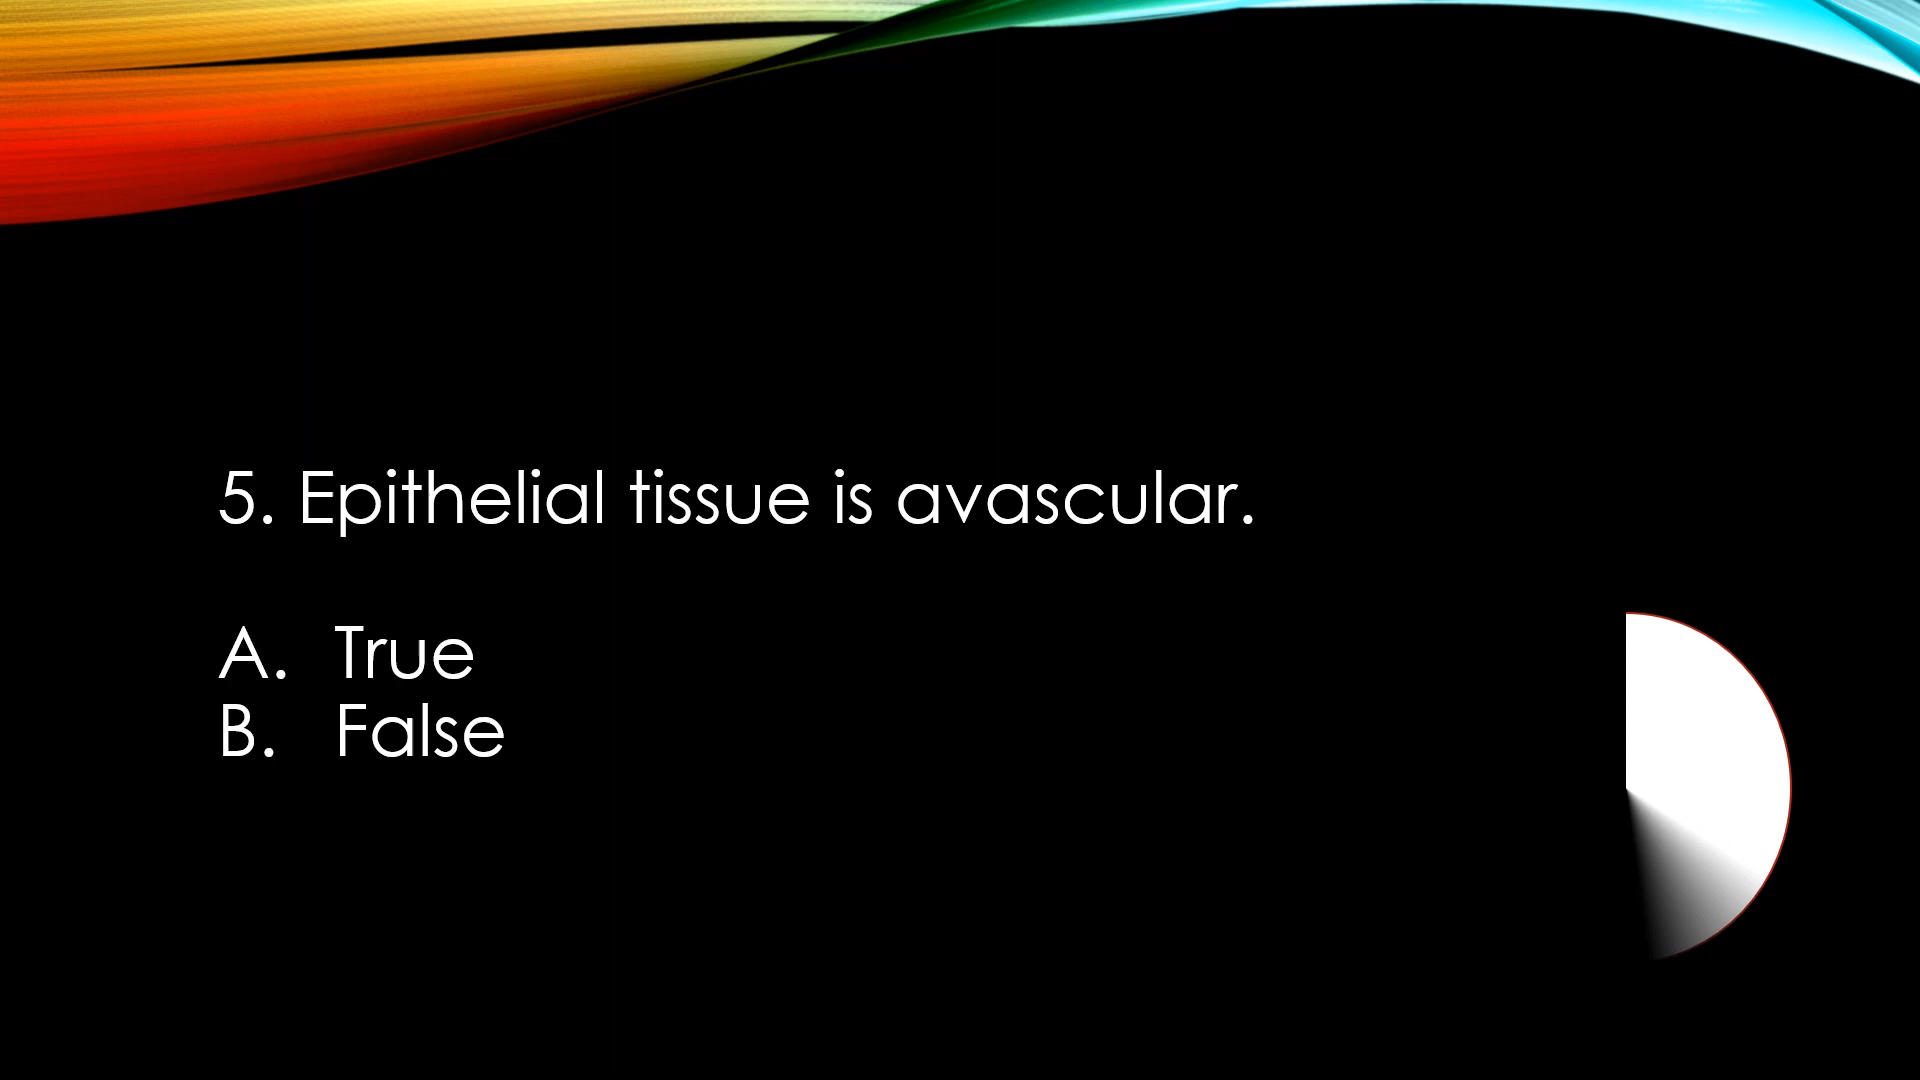 5. Epithelial tissue is avascular.
A. True
B. False